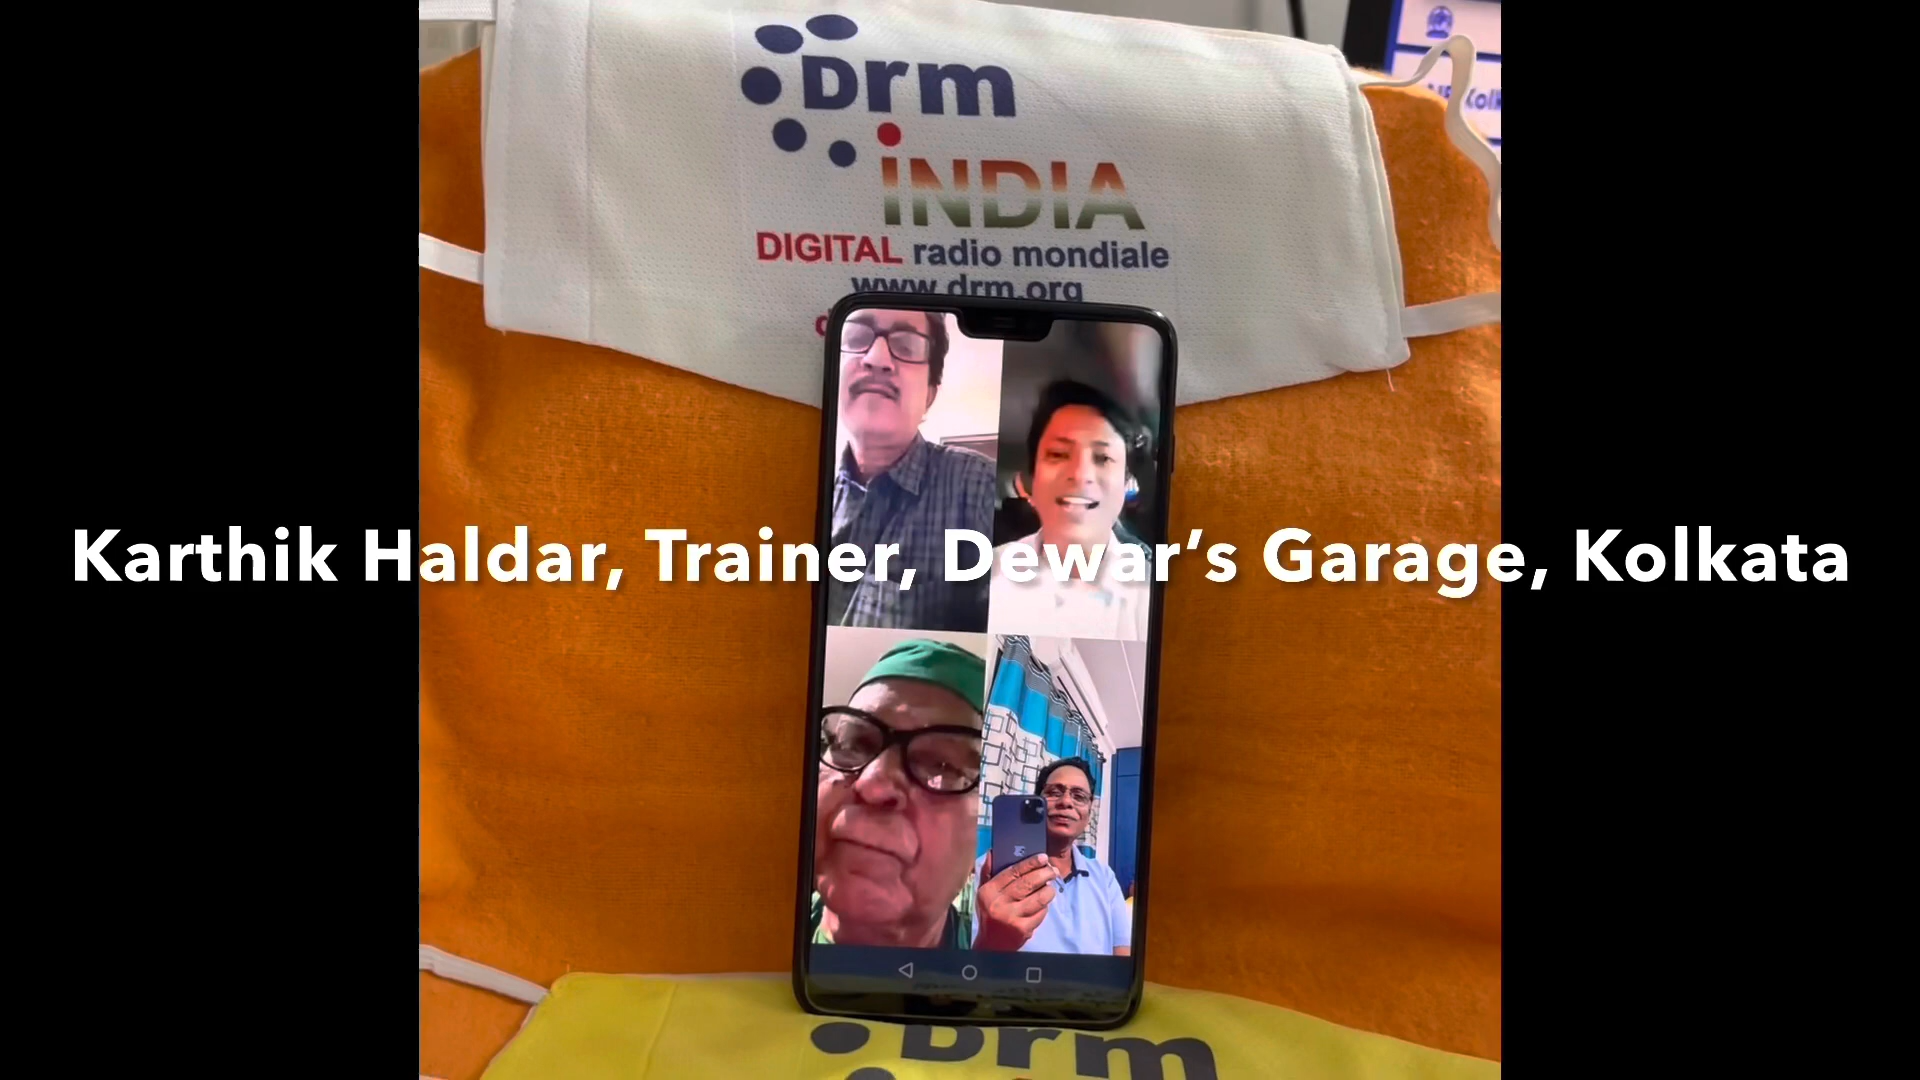 Drm
INDIA
DIGITAL radio mondiale
www.drm.org
Karthik Haldar, Trainer, Dewar’s Garage, Kolkata
Drm